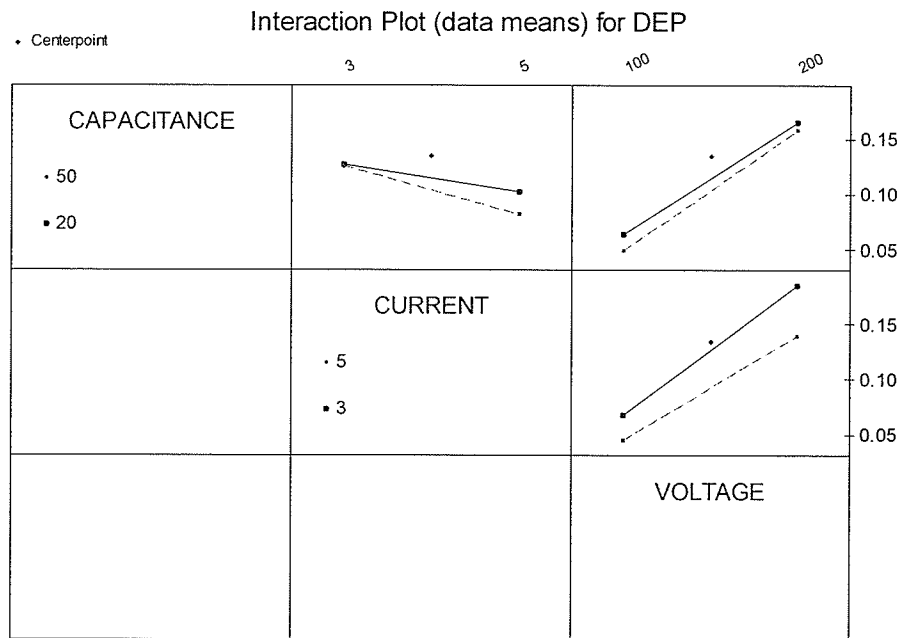 Interaction Plot (data means) for DEP
Centerpoint
3 5 100 200
CAPACITANCE
50
20
0.15
0.10
0.05
CURRENT
5
3
0.15
0.10
0.05
VOLTAGE